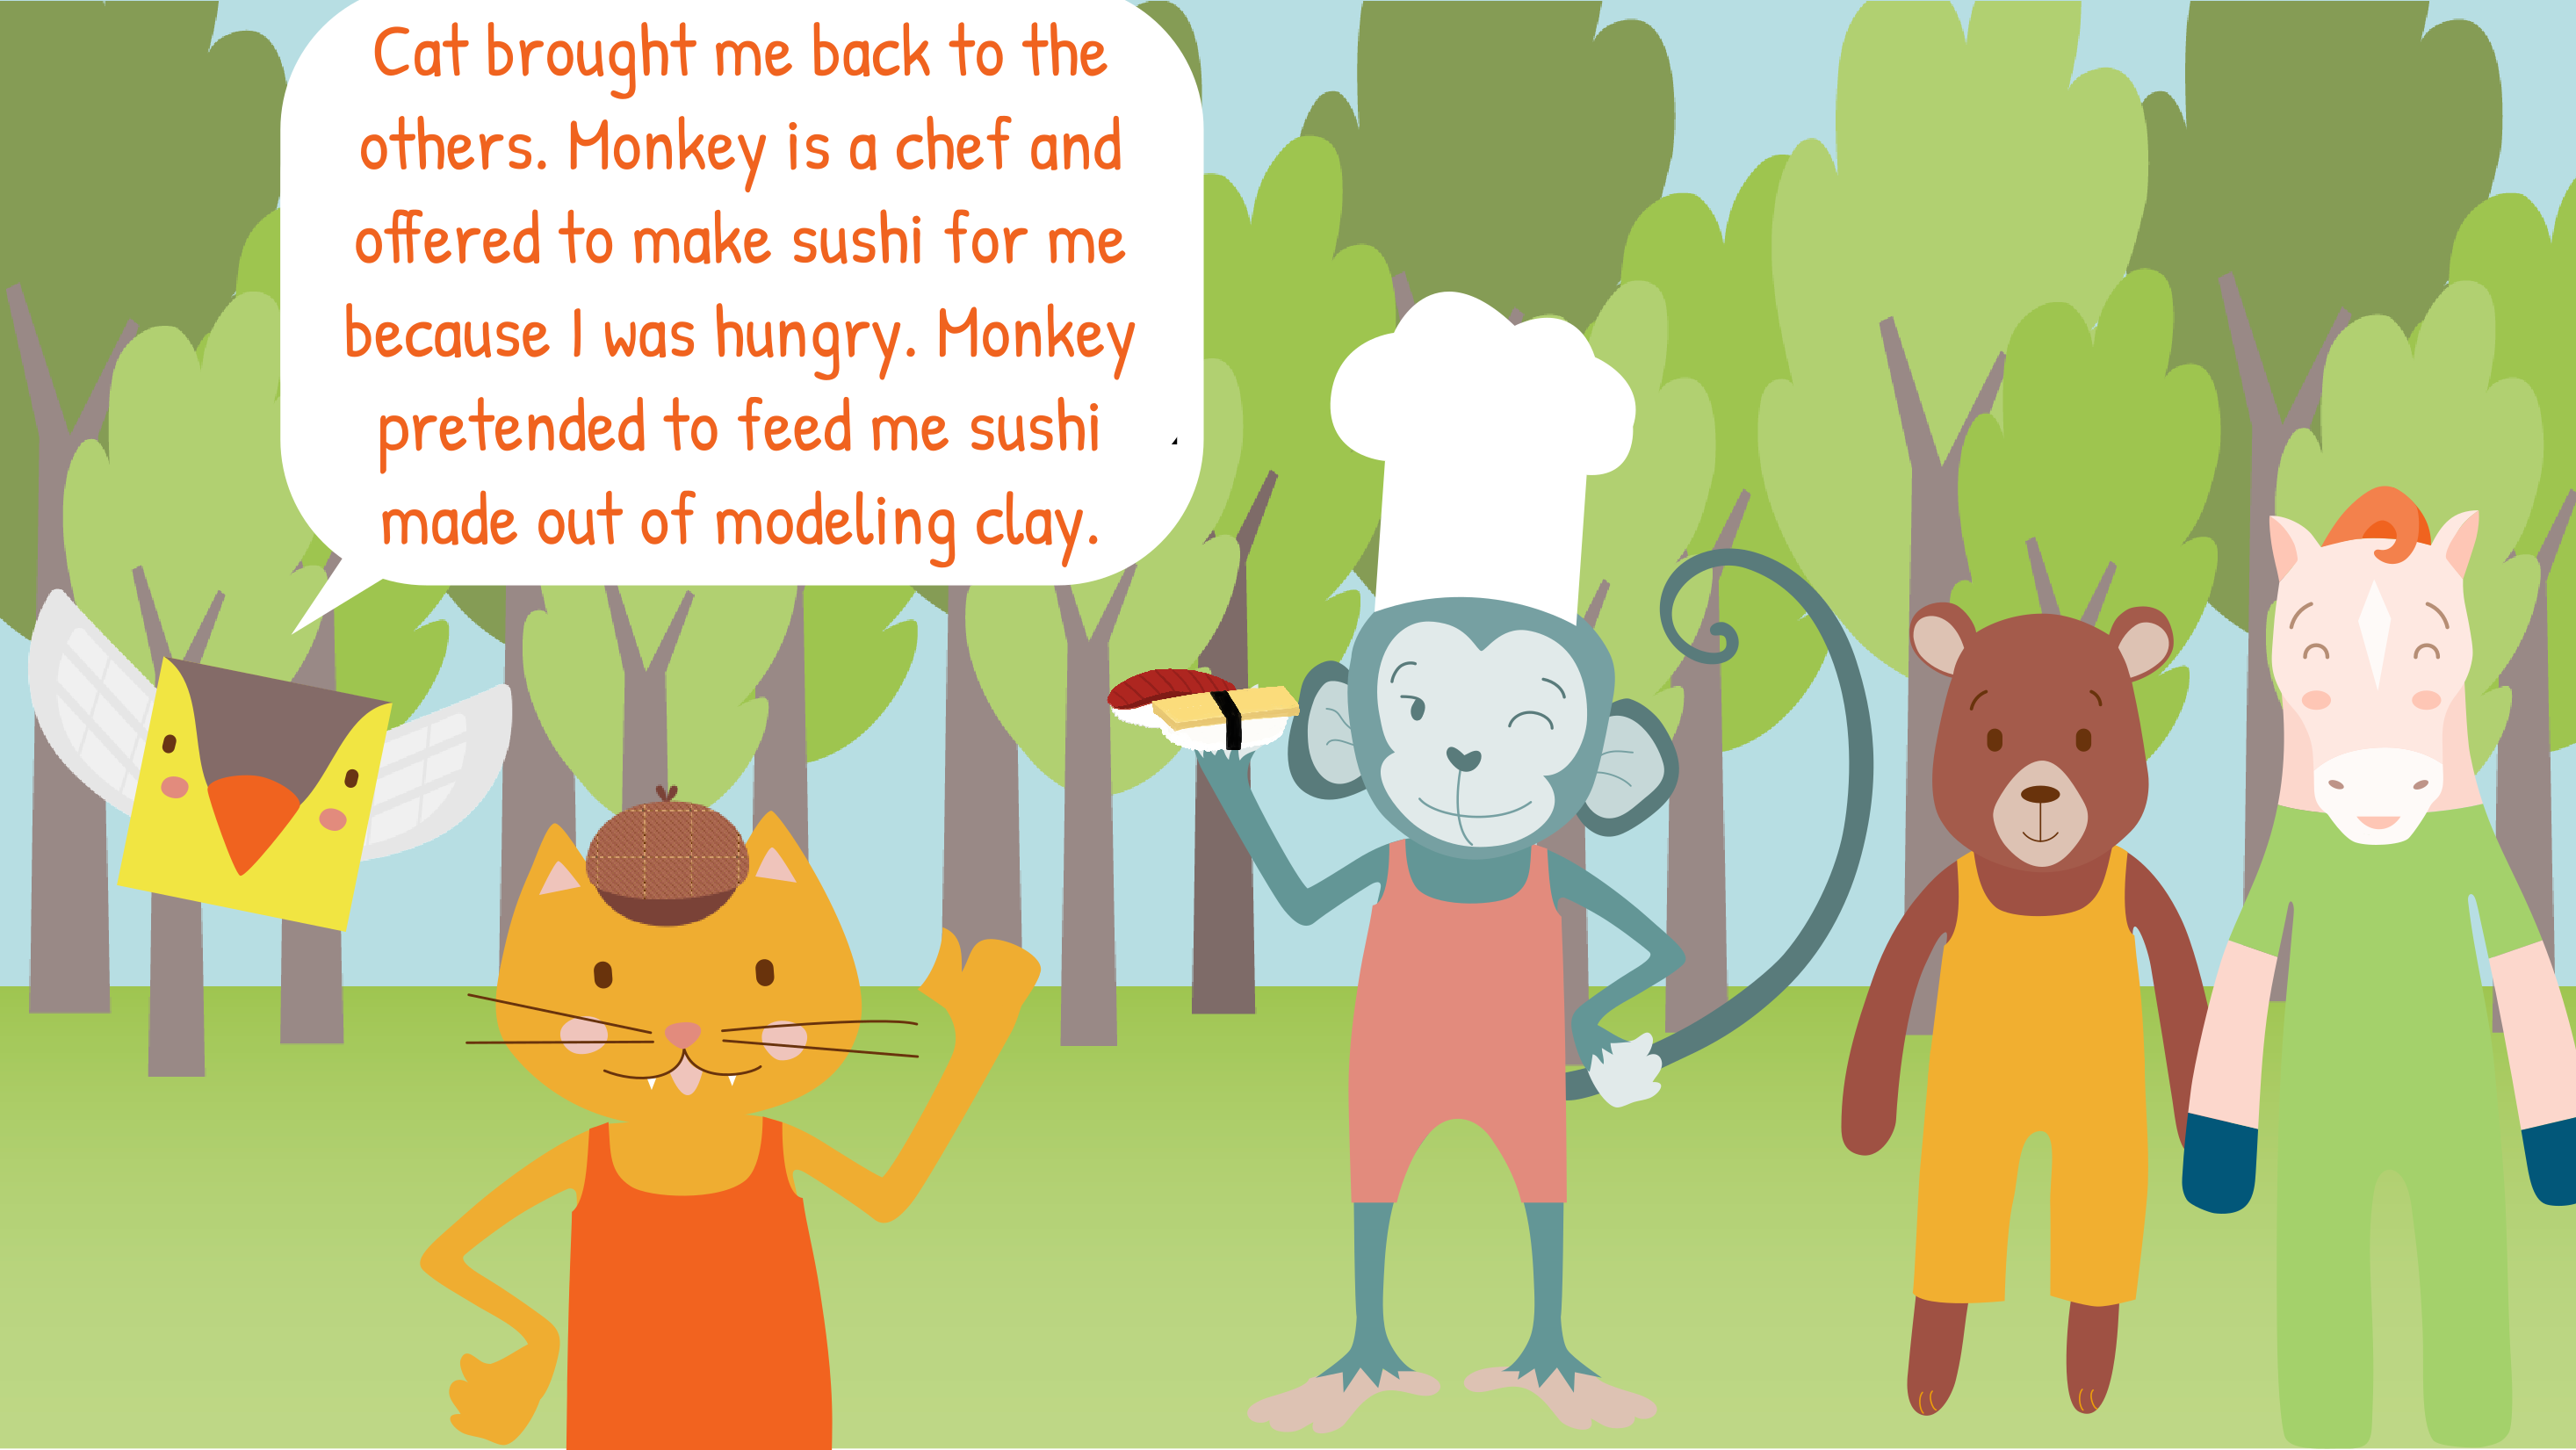 Cat brought me back to the
others. Monkey is a chef and
offered to make sushi for me
because I was hungry. Monkey
pretended to feed me sushi
made out of modeling clay.